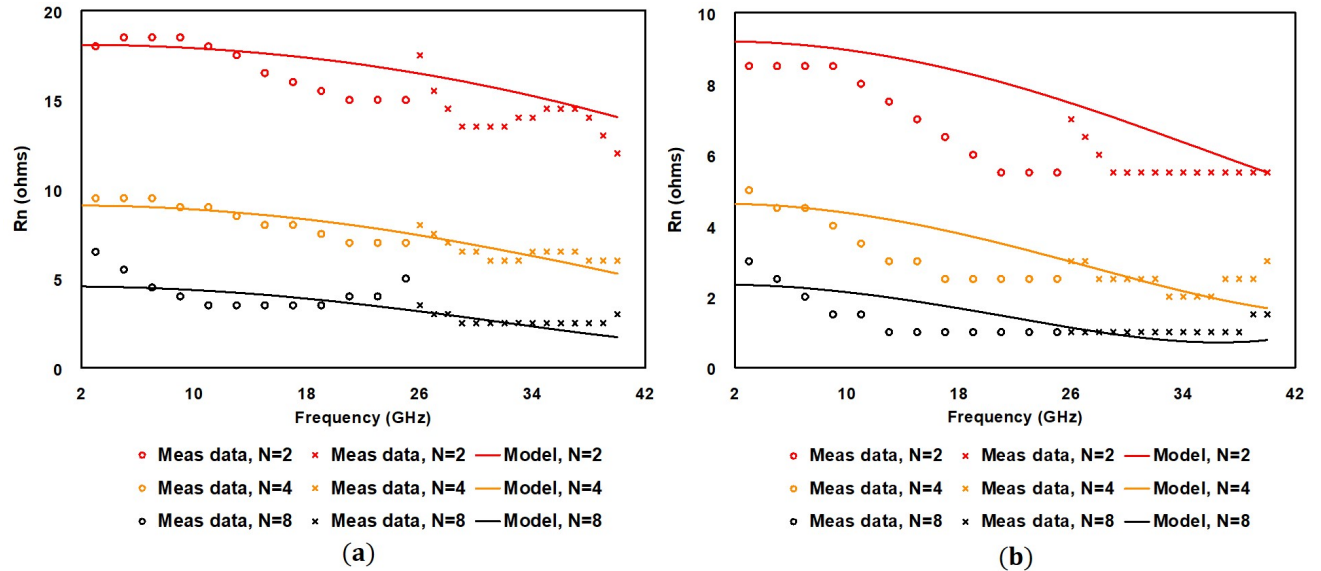 20
15
10
5
0
Rn (ohms)
2 10 18 26 34 42
Frequency (GHz)
Meas data, N=2 Meas data, N=2 Model, N=2
Meas data, N=4 Meas data, N=4 Model, N=4
Meas data, N=8 Meas data, N=8 Model, N=8
(a)
10
8
6
4
2
0
Rn (ohms)
2 10 18 26 34 42
Frequency (GHz)
Meas data, N=2 Meas data, N=2 Model, N=2
Meas data, N=4 Meas data, N=4 Model, N=4
Meas data, N=8 Meas data, N=8 Model, N=8
(b)